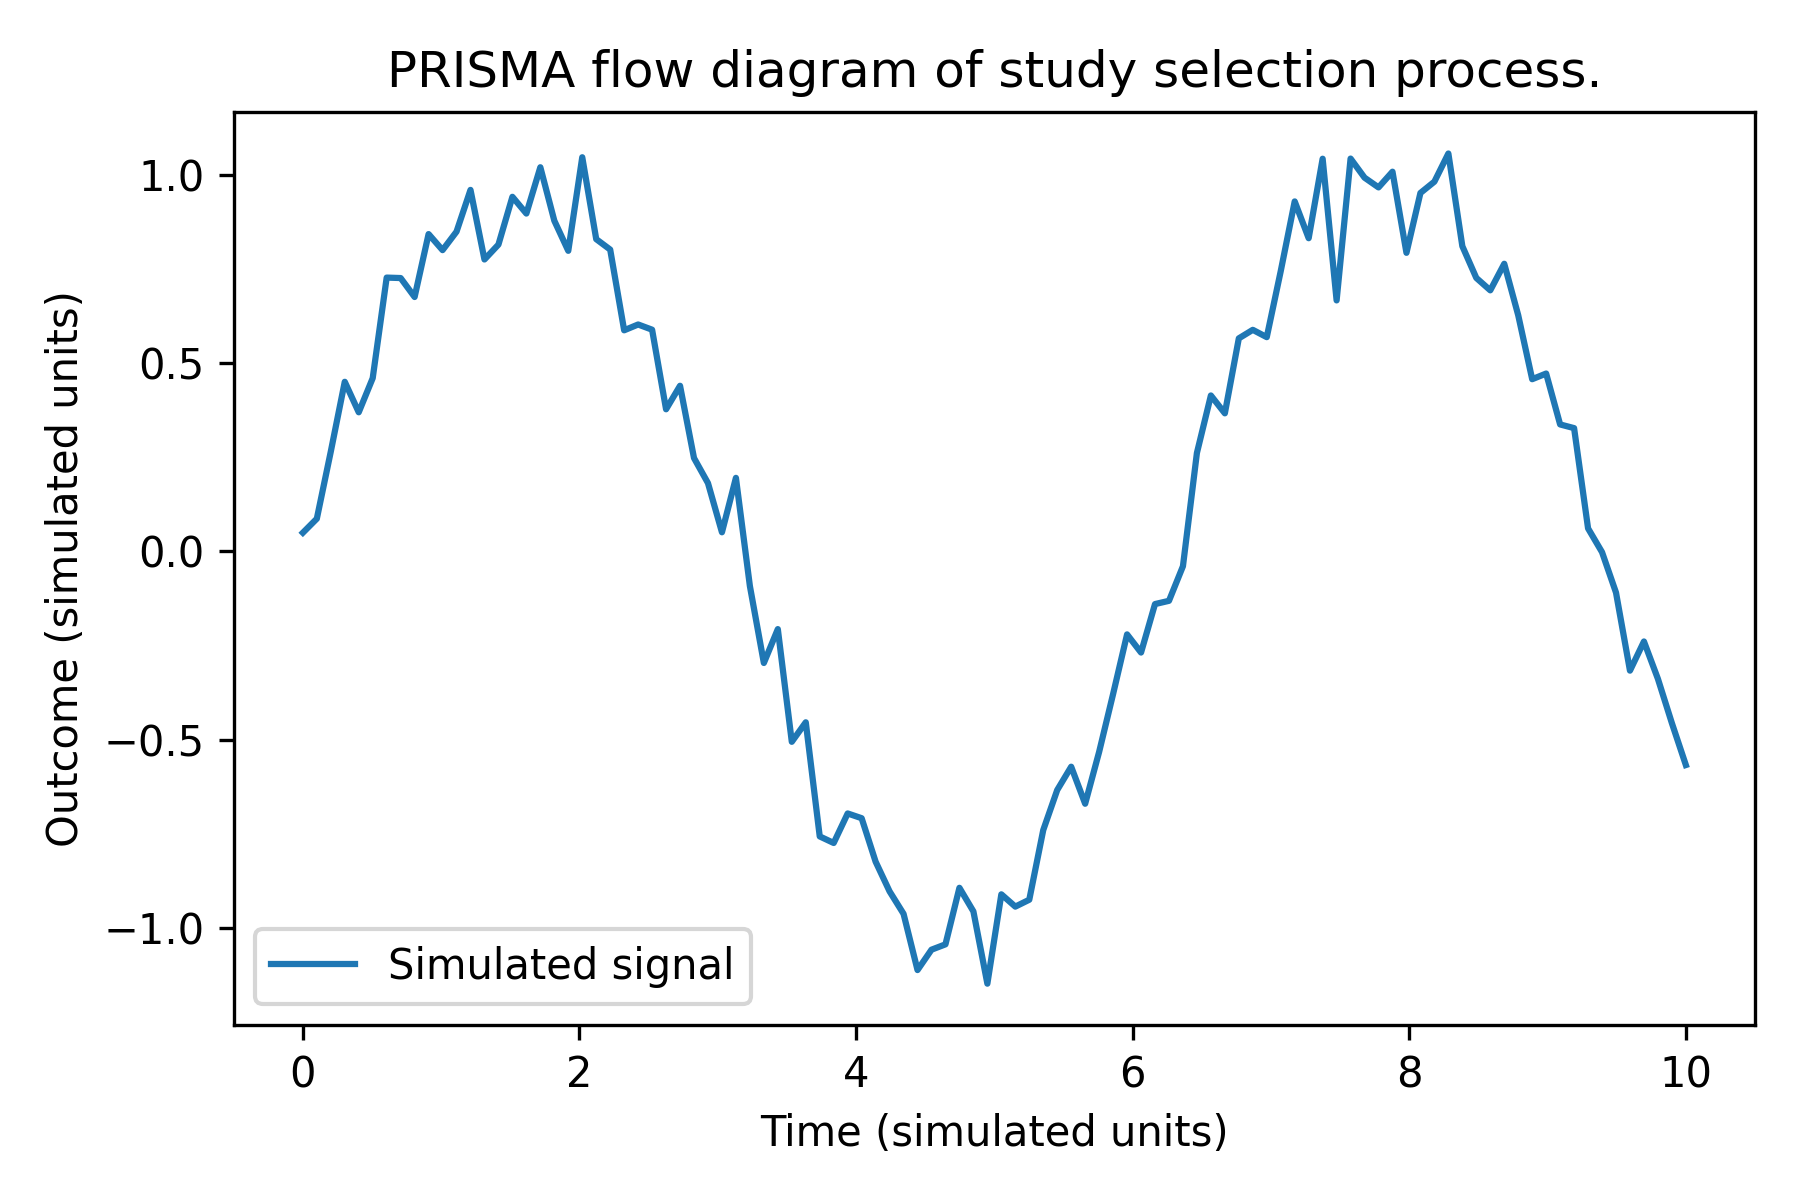 PRISMA flow diagram of study selection process.
1.0
0.5
0.0
−0.5
−1.0
Outcome (simulated units)
Simulated signal
0 2 4 6 8 10
Time (simulated units)